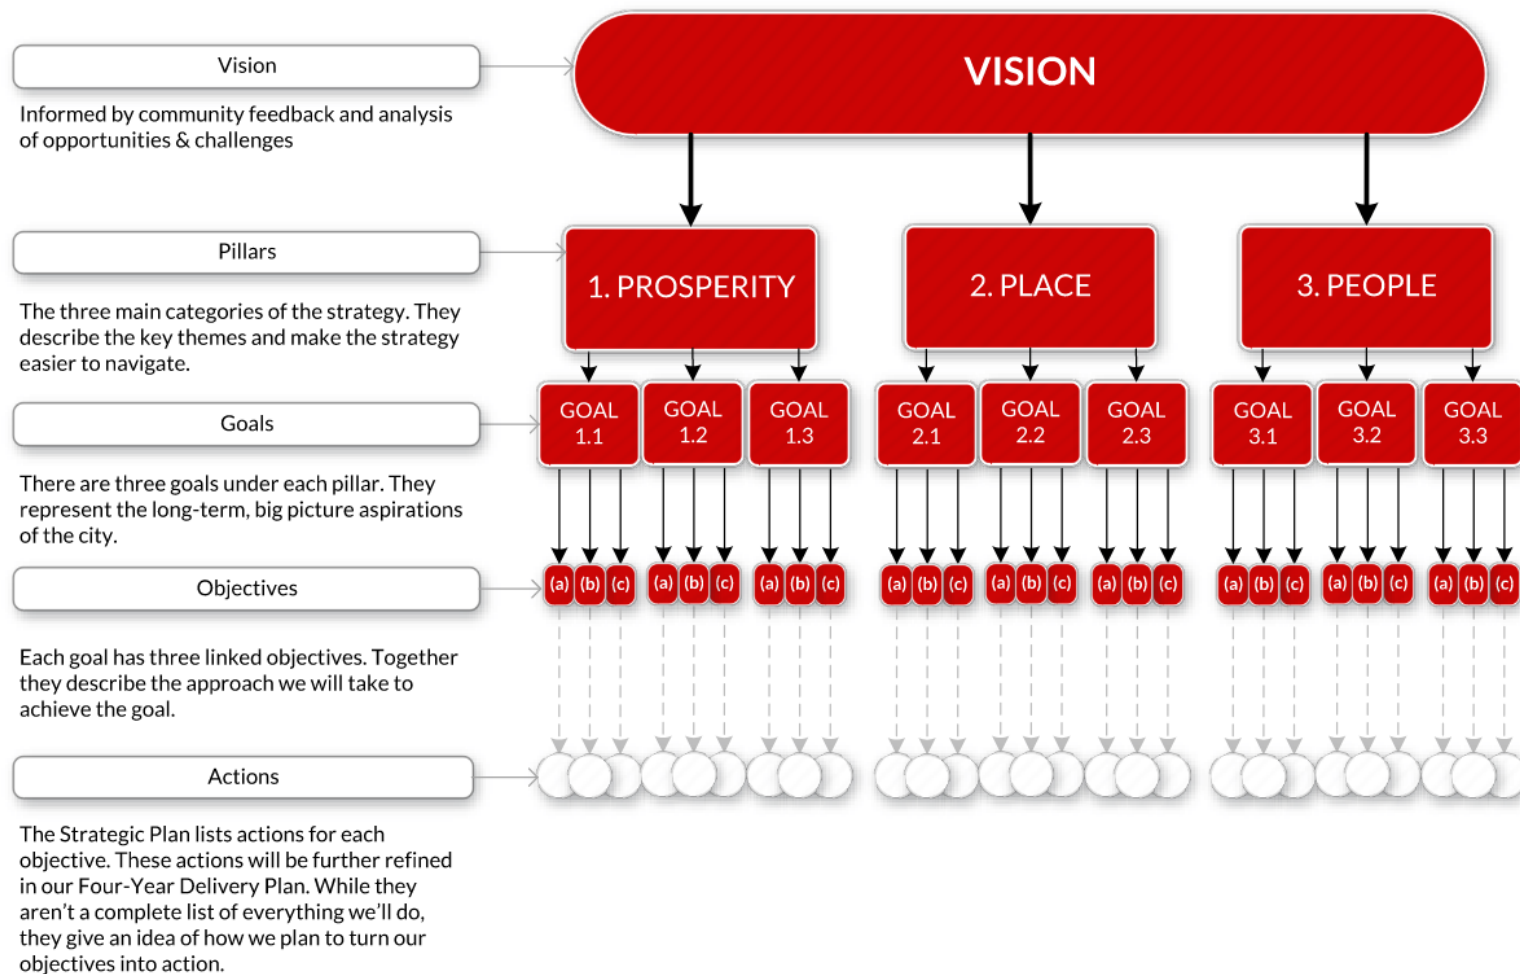 Vision
VISION
Informed by community feedback and analysis
of opportunities & challenges
Pillars
1. PROSPERITY
2. PLACE
3. PEOPLE
The three main categories of the strategy. They
describe the key themes and make the strategy
easier to navigate.
Goals
GOAL
1.1
GOAL
1.2
GOAL
1.3
GOAL
2.1
GOAL
2.2
GOAL
2.3
GOAL
3.1
GOAL
3.2
GOAL
3.3
There are three goals under each pillar. They
represent the long-term, big picture aspirations
of the city.
Objectives
(a) (b) (c) (a) (b) (c) (a) (b) (c) (a) (b) (c) (a) (b) (c) (a) (b) (c) (a) (b) (c) (a) (b) (c) (a) (b) (c)
Each goal has three linked objectives. Together
they describe the approach we will take to
achieve the goal.
Actions
The Strategic Plan lists actions for each
objective. These actions will be further refined
in our Four-Year Delivery Plan. While they
aren’t a complete list of everything we’ll do,
they give an idea of how we plan to turn our
objectives into action.